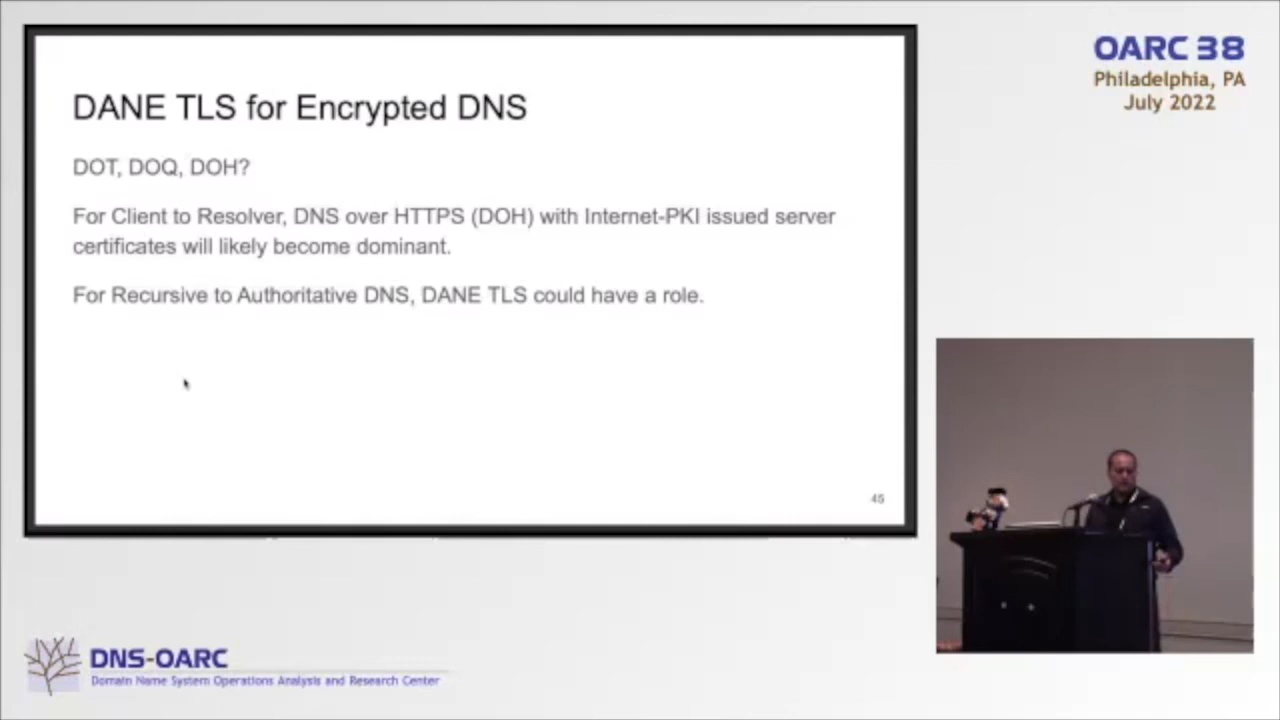 DANE TLS for Encrypted DNS
DOT, DOQ, DOH?
For Client to Resolver, DNS over HTTPS (DOH) with Internet-PKI issued server
certificates will likely become dominant.
For Recursive to Authoritative DNS, DANE TLS could have a role.
45
OARC 38
Philadelphia, PA
July 2022
DNS-OARC
Domain Name System Operations Analysis and Research Center